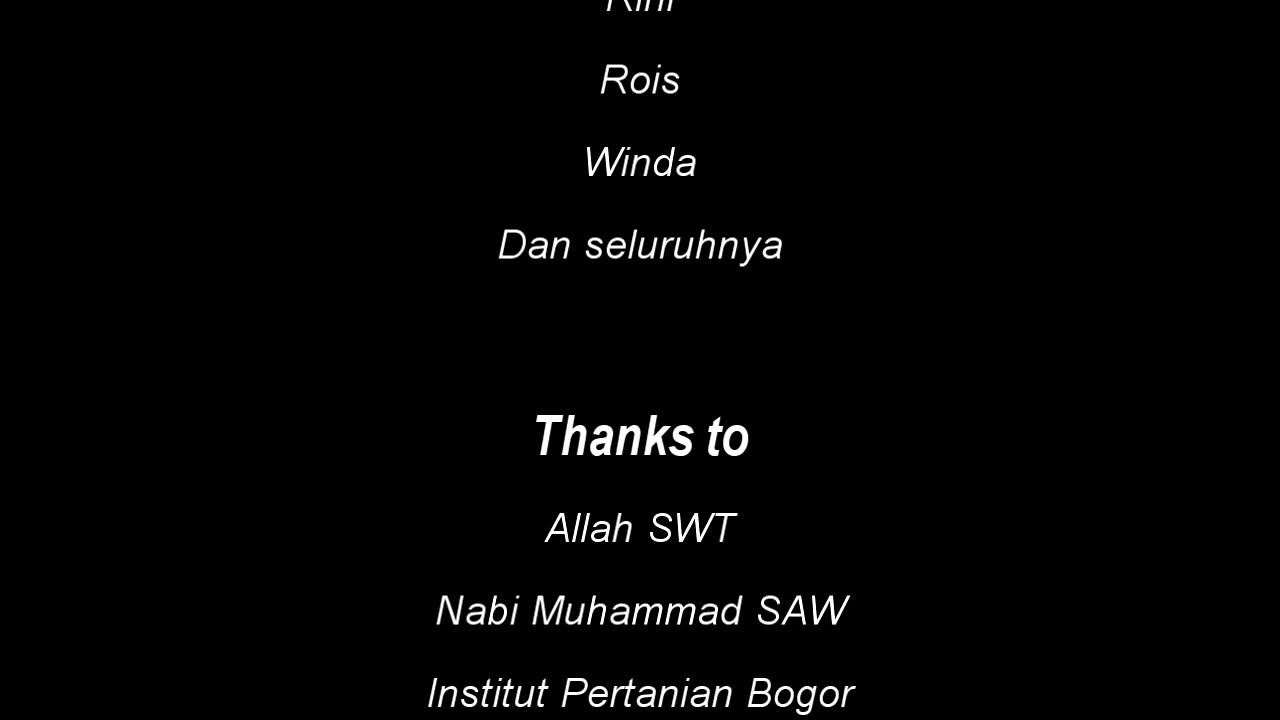 Rois
Winda
Dan seluruhnya
Thanks to
Allah SWT
Nabi Muhammad SAW
Institut Pertanian Bogor